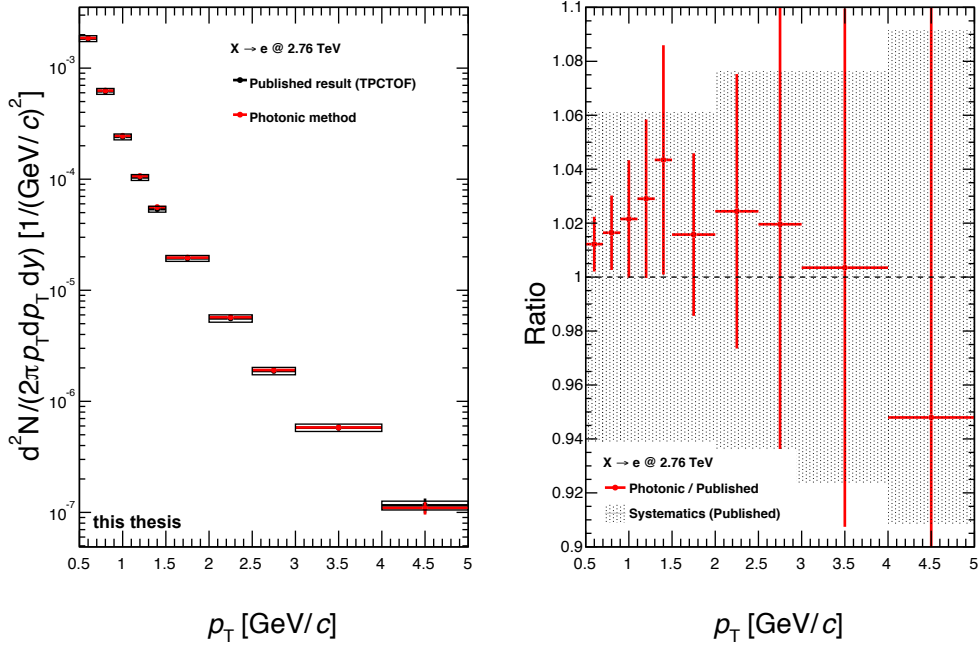 X → e @ 2.76 TeV
Published result (TPCTOF)
Photonic method
d²N/(2πp_T dp_T dy) [1/(GeV/c)²]
10⁻³
10⁻⁴
10⁻⁵
10⁻⁶
10⁻⁷
this thesis
0.5 1 1.5 2 2.5 3 3.5 4 4.5 5
p_T [GeV/c]
Ratio
1.1
1.08
1.06
1.04
1.02
1
0.98
0.96
0.94
0.92
0.9
X → e @ 2.76 TeV
Photonic / Published
Systematics (Published)
0.5 1 1.5 2 2.5 3 3.5 4 4.5 5
p_T [GeV/c]